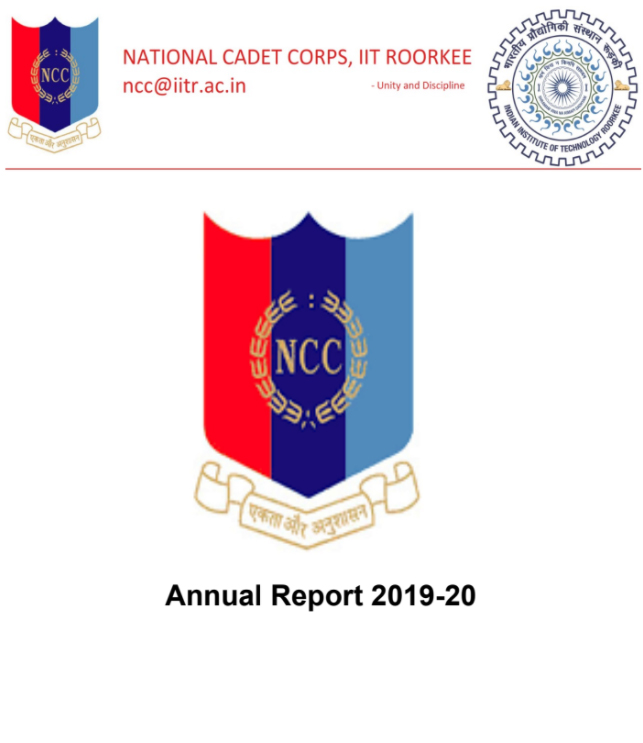 NCC
एकता और अनुशासन
NATIONAL CADET CORPS, IIT ROORKEE
ncc@iitr.ac.in
- Unity and Discipline
भारतीय प्रौद्योगिकी संस्थान रुड़की
INDIAN INSTITUTE OF TECHNOLOGY ROORKEE
NCC
एकता और अनुशासन
Annual Report 2019-20